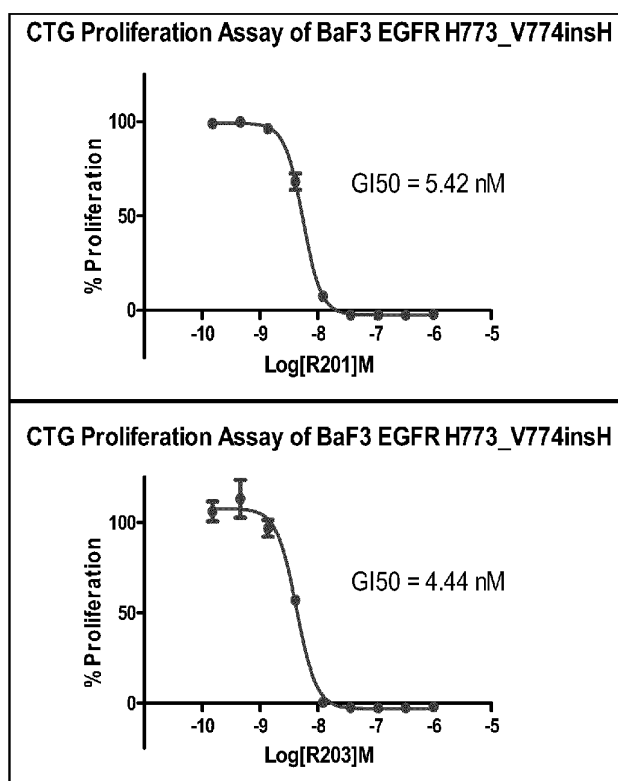 CTG Proliferation Assay of BaF3 EGFR H773_V774insH
% Proliferation
100
50
0
GI50 = 5.42 nM
-10 -9 -8 -7 -6 -5
Log[R201]M
CTG Proliferation Assay of BaF3 EGFR H773_V774insH
% Proliferation
100
50
0
GI50 = 4.44 nM
-10 -9 -8 -7 -6 -5
Log[R203]M